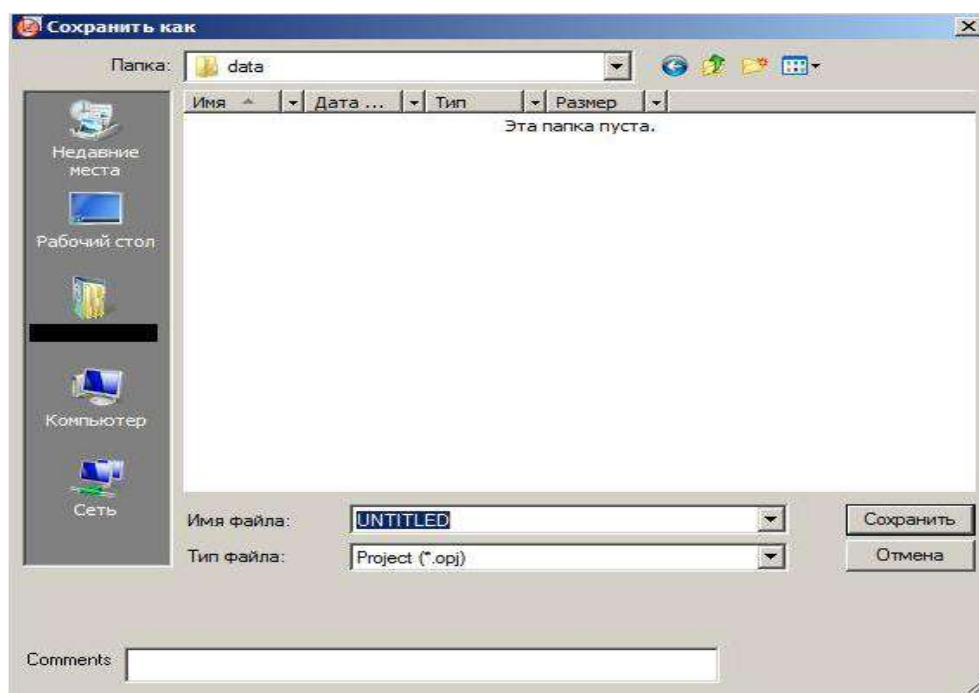 Сохранить как
Папка: data
Имя Дата ... Тип Размер
Эта папка пуста.
Недавние места
Рабочий стол
Компьютер
Сеть
Имя файла: UNTITLED Сохранить
Тип файла: Project (*.opj) Отмена
Comments